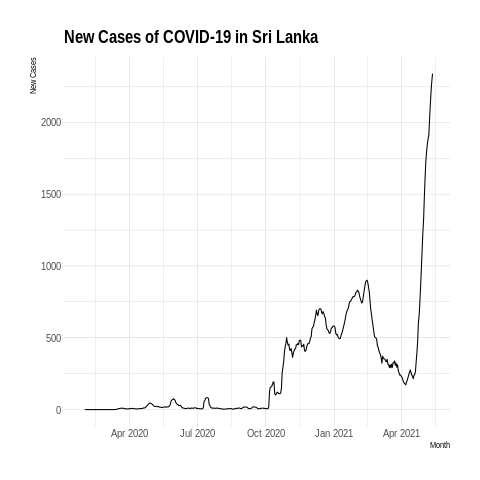 New Cases of COVID-19 in Sri Lanka
New Cases
2000
1500
1000
500
0
Apr 2020 Jul 2020 Oct 2020 Jan 2021 Apr 2021
Month